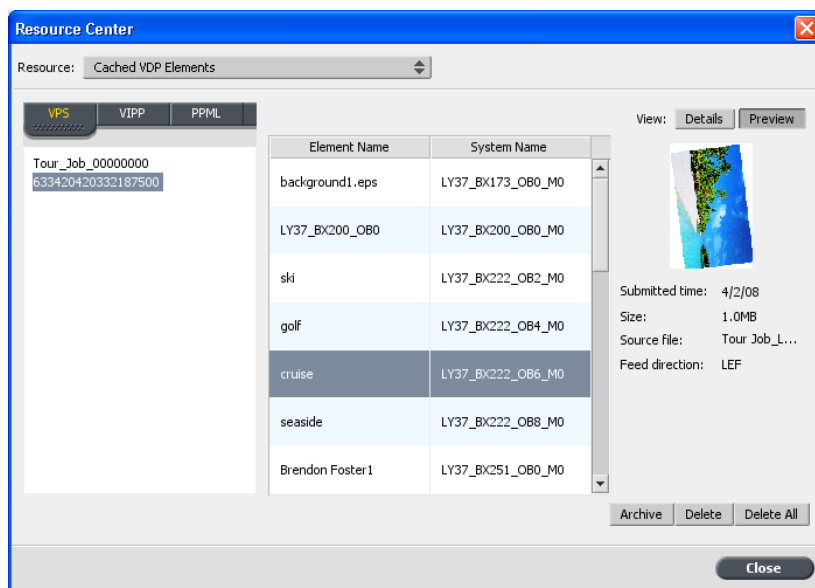 Resource Center
Resource: Cached VDP Elements
VPS VIPP PPML
View: Details Preview
Tour_Job_00000000
633420420332187500
Element Name System Name
background1.eps LY37_BX173_OB0_M0
LY37_BX200_OB0 LY37_BX200_OB0_M0
ski LY37_BX222_OB2_M0
golf LY37_BX222_OB4_M0
cruise LY37_BX222_OB6_M0
seaside LY37_BX222_OB8_M0
Brendon Foster1 LY37_BX251_OB0_M0
Submitted time: 4/2/08
Size: 1.0MB
Source file: Tour Job_L...
Feed direction: LEF
Archive Delete Delete All
Close